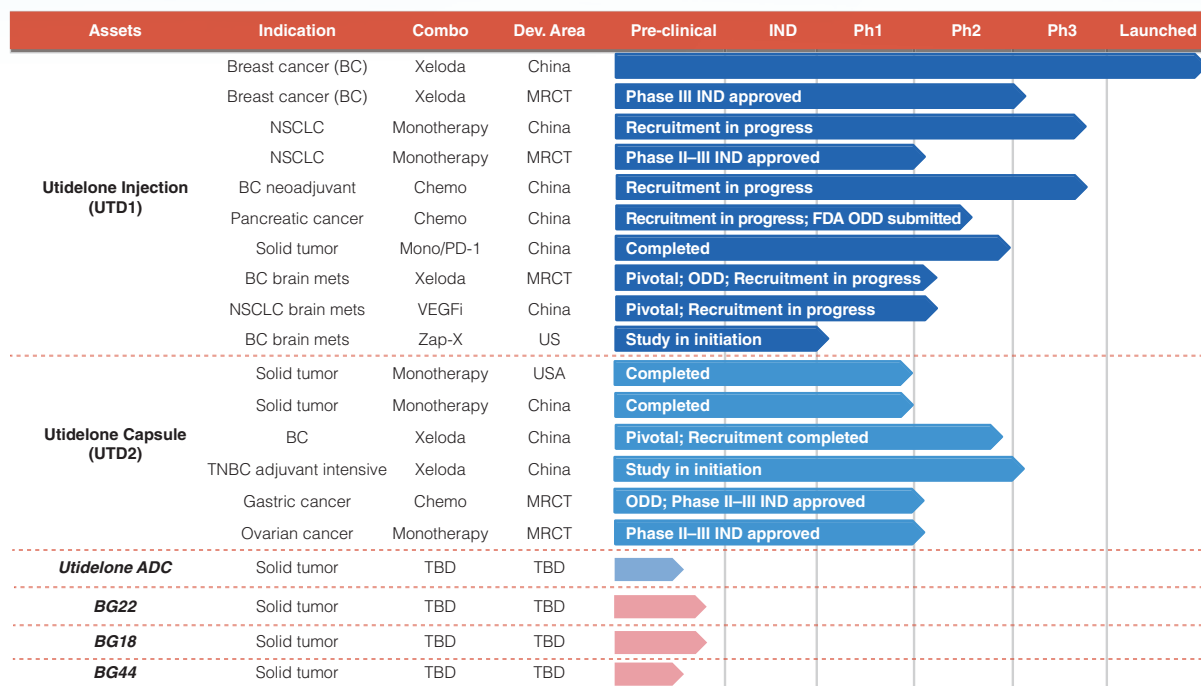 Assets Indication Combo Dev. Area Pre-clinical IND Ph1 Ph2 Ph3 Launched
Breast cancer (BC) Xeloda China
Breast cancer (BC) Xeloda MRCT Phase III IND approved
NSCLC Monotherapy China Recruitment in progress
NSCLC Monotherapy MRCT Phase II–III IND approved
Utidelone Injection
(UTD1)
BC neoadjuvant Chemo China Recruitment in progress
Pancreatic cancer Chemo China Recruitment in progress; FDA ODD submitted
Solid tumor Mono/PD-1 China Completed
BC brain mets Xeloda MRCT Pivotal; ODD; Recruitment in progress
NSCLC brain mets VEGFi China Pivotal; Recruitment in progress
BC brain mets Zap-X US Study in initiation
Solid tumor Monotherapy USA Completed
Solid tumor Monotherapy China Completed
Utidelone Capsule
(UTD2)
BC Xeloda China Pivotal; Recruitment completed
TNBC adjuvant intensive Xeloda China Study in initiation
Gastric cancer Chemo MRCT ODD; Phase II–III IND approved
Ovarian cancer Monotherapy MRCT Phase II–III IND approved
Utidelone ADC Solid tumor TBD TBD
BG22 Solid tumor TBD TBD
BG18 Solid tumor TBD TBD
BG44 Solid tumor TBD TBD